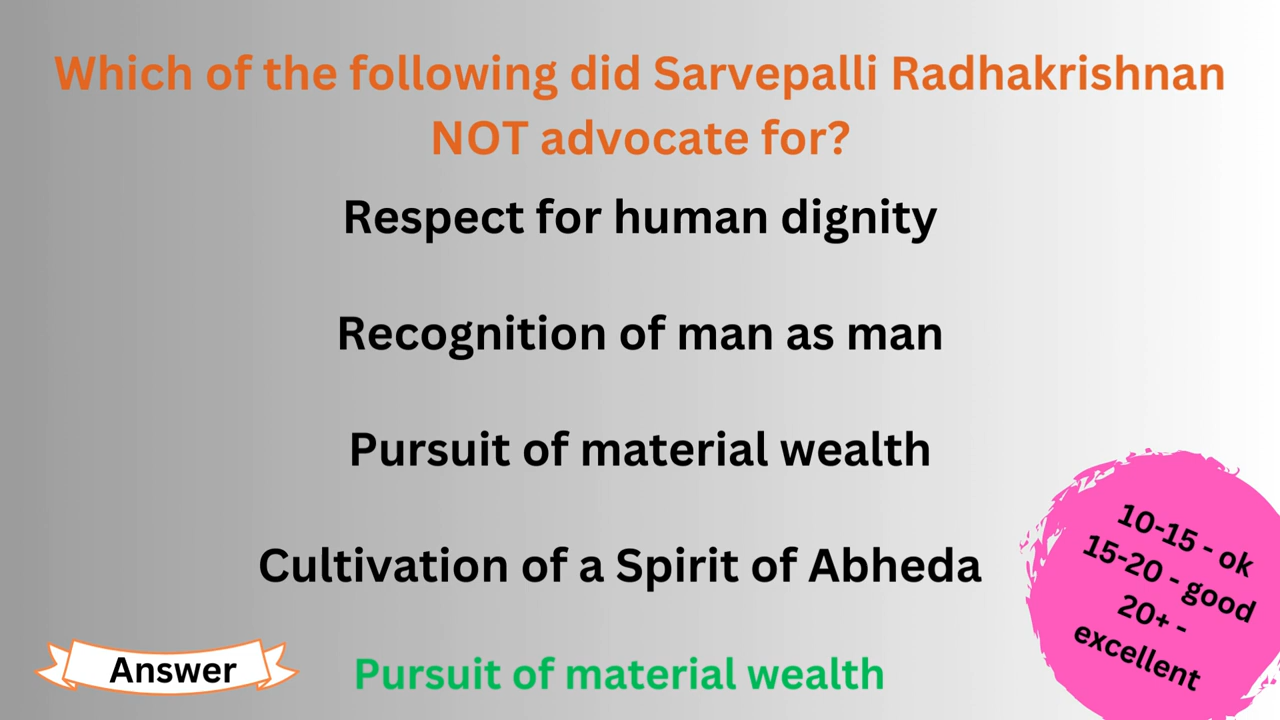 Which of the following did Sarvepalli Radhakrishnan
NOT advocate for?
Respect for human dignity
Recognition of man as man
Pursuit of material wealth
Cultivation of a Spirit of Abheda
10-15 - ok
15-20 - good
20+ -
excellent
Answer
Pursuit of material wealth